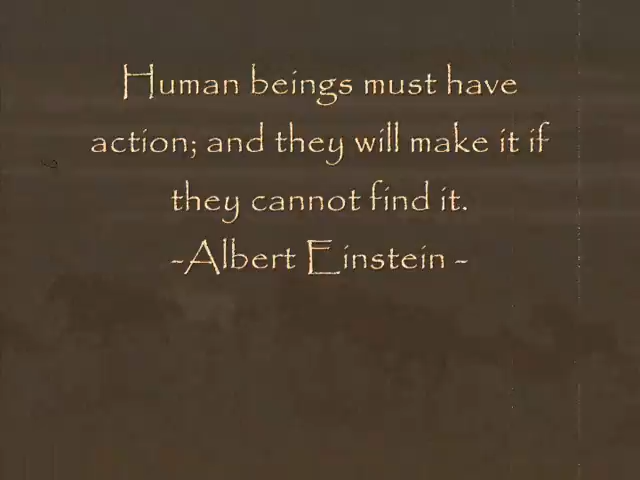 Human beings must have
action; and they will make it if
they cannot find it.
-Albert Einstein -